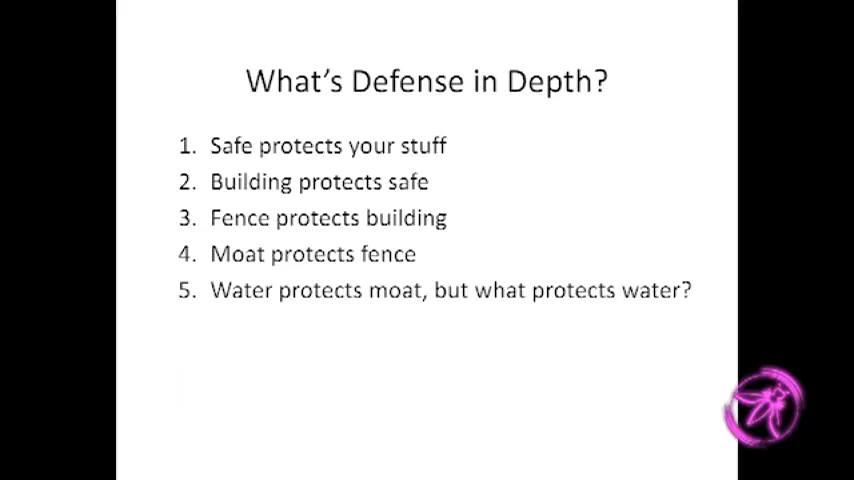 What's Defense in Depth?
1. Safe protects your stuff
2. Building protects safe
3. Fence protects building
4. Moat protects fence
5. Water protects moat, but what protects water?